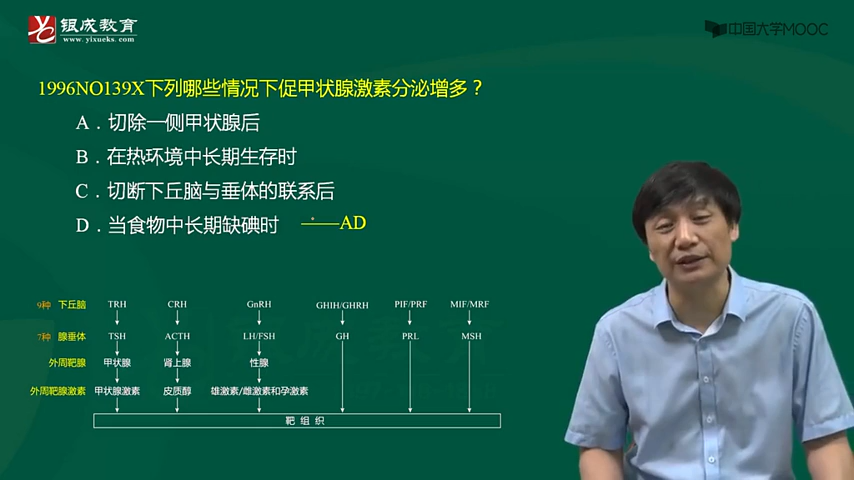 银成教育
www.yixueks.com
中国大学MOOC
1996NO139X下列哪些情况下促甲状腺激素分泌增多？
A．切除一侧甲状腺后
B．在热环境中长期生存时
C．切断下丘脑与垂体的联系后
D．当食物中长期缺碘时 ——AD
9种 下丘脑 TRH CRH GnRH GHIH/GHRH PIF/PRF MIF/MRF
7种 腺垂体 TSH ACTH LH/FSH GH PRL MSH
外周靶腺 甲状腺 肾上腺 性腺
外周靶腺激素 甲状腺激素 皮质醇 雄激素/雌激素和孕激素
靶 组 织